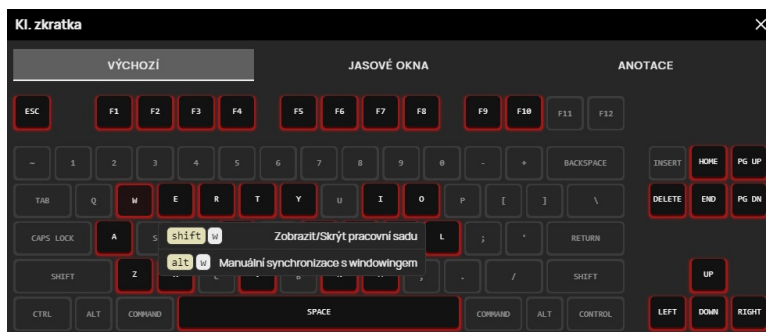 Kl. zkratka
VÝCHOZÍ JASOVÉ OKNA ANOTACE
ESC F1 F2 F3 F4 F5 F6 F7 F8 F9 F10 F11 F12
~ 1 2 3 4 5 6 7 8 9 0 - + BACKSPACE INSERT HOME PG UP
TAB Q W E R T Y U I O P [ ] \ DELETE END PG DN
CAPS LOCK A S L ; ' RETURN
shift w Zobrazit/Skrýt pracovní sadu
alt w Manuální synchronizace s windowingem
SHIFT Z . / SHIFT UP
CTRL ALT COMMAND SPACE COMMAND ALT CONTROL LEFT DOWN RIGHT